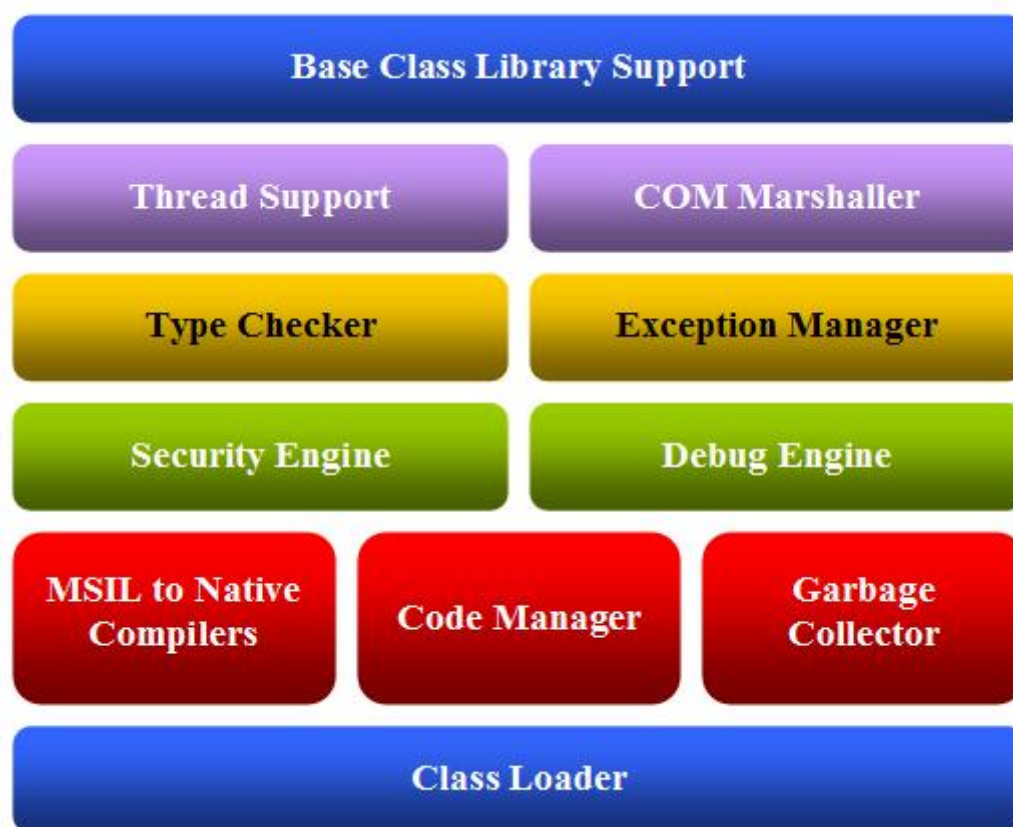 Base Class Library Support
Thread Support
COM Marshaller
Type Checker
Exception Manager
Security Engine
Debug Engine
MSIL to Native
Compilers
Code Manager
Garbage
Collector
Class Loader